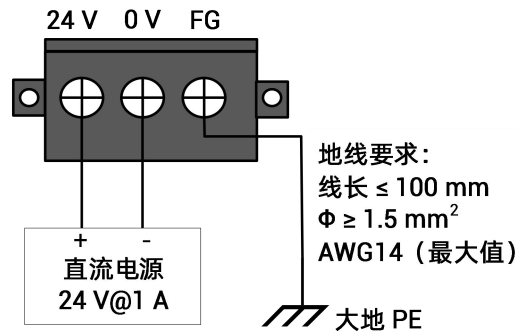 24 V 0 V FG
地线要求：
线长 ≤ 100 mm
Φ ≥ 1.5 mm²
AWG14（最大值）
+ -
直流电源
24 V@1 A
大地 PE